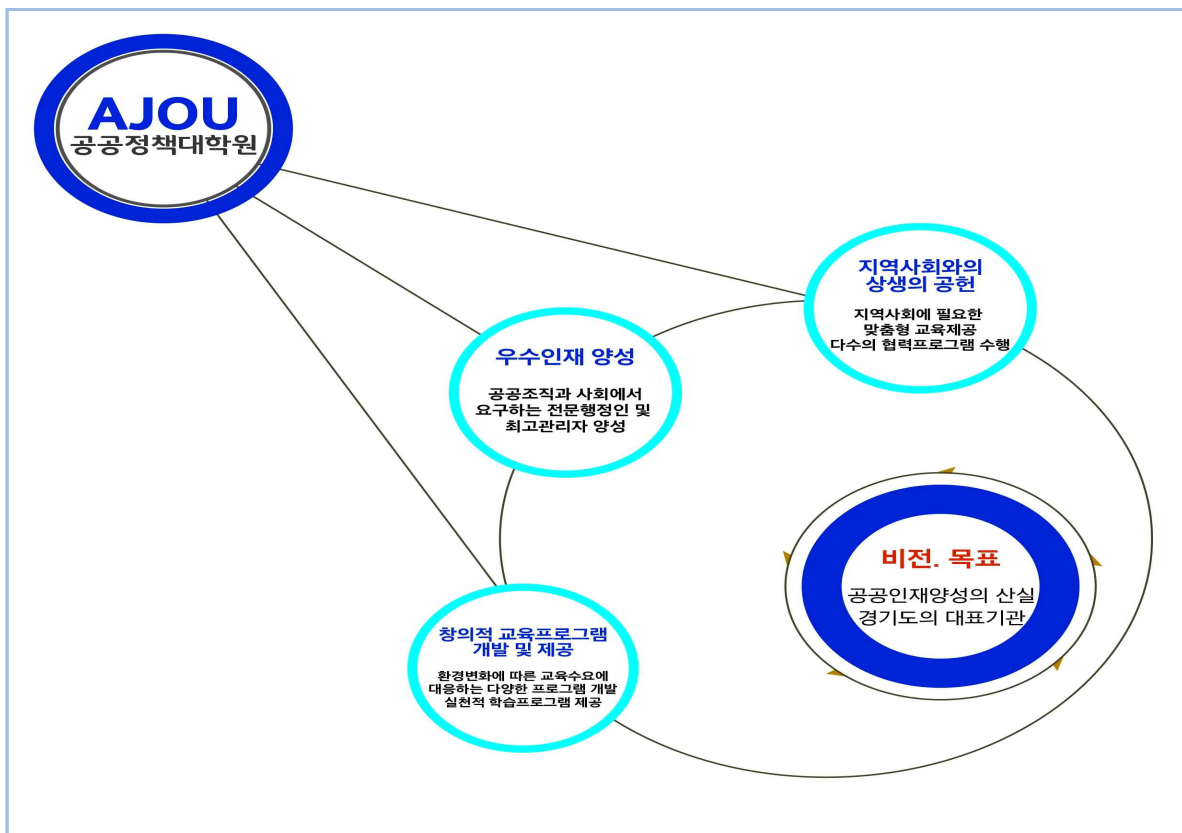 AJOU
공공정책대학원
지역사회와의
상생의 공헌
지역사회에 필요한
맞춤형 교육제공
다수의 협력프로그램 수행
우수인재 양성
공공조직과 사회에서
요구하는 전문행정인 및
최고관리자 양성
비전. 목표
공공인재양성의 산실
경기도의 대표기관
창의적 교육프로그램
개발 및 제공
환경변화에 따른 교육수요에
대응하는 다양한 프로그램 개발
실천적 학습프로그램 제공